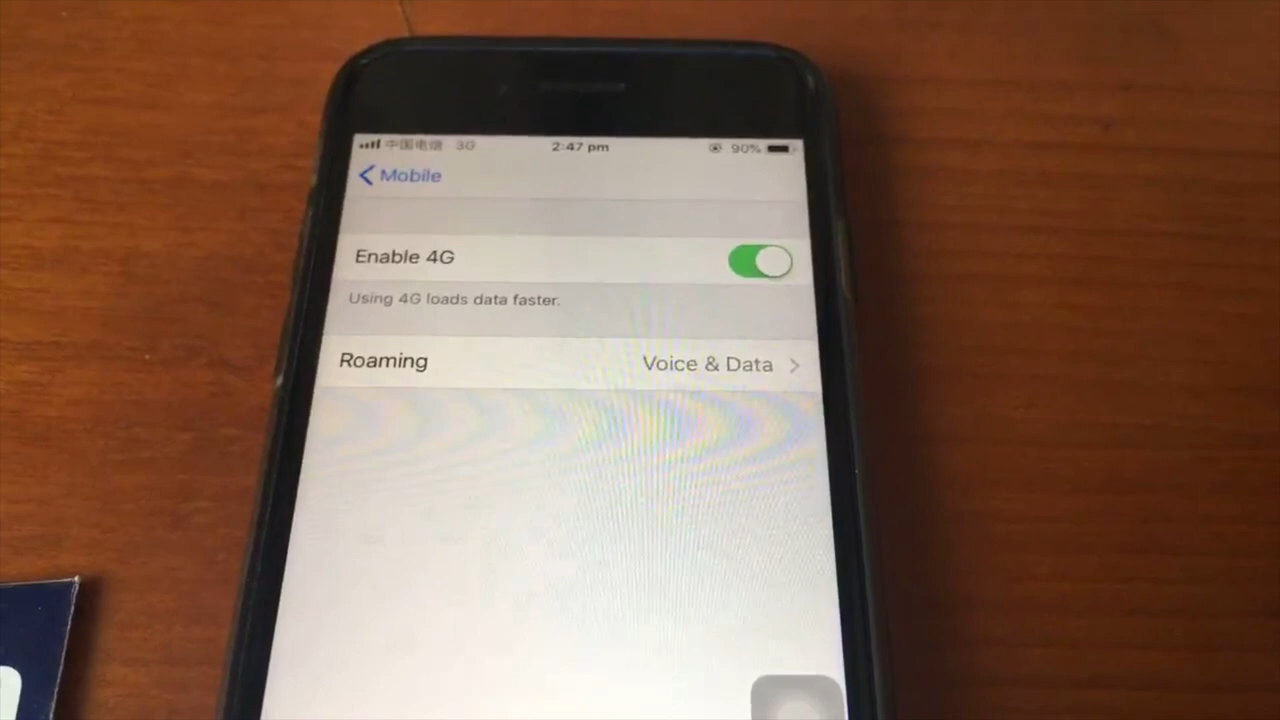 中国电信 3G 2:47 pm 90%
Mobile
Enable 4G
Using 4G loads data faster.
Roaming Voice & Data